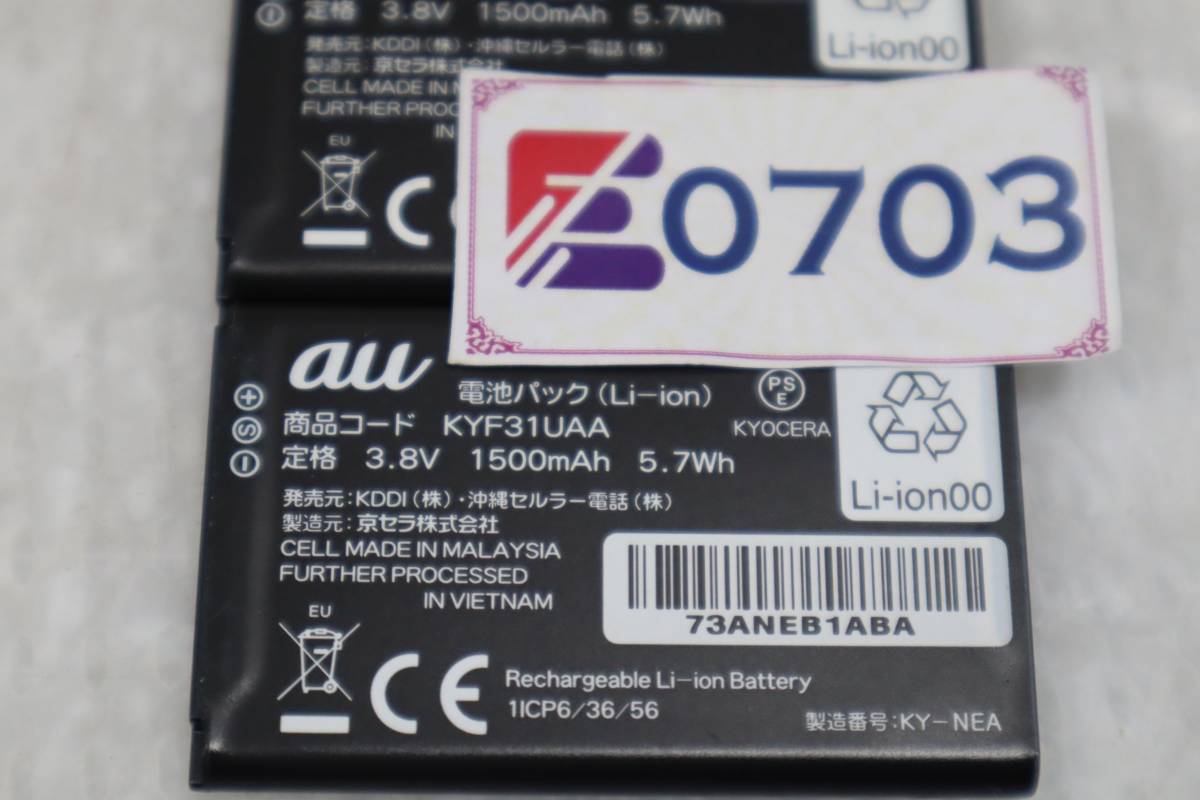 定格 3.8V 1500mAh 5.7Wh
Li-ion00
発売元:KDDI(株)・沖縄セルラー電話(株)
製造元:京セラ株式会社
CELL MADE IN
FURTHER
IN
EU
0703
au
電池パック(Li-ion)
PS
E
KYOCERA
商品コード KYF31UAA
定格 3.8V 1500mAh 5.7Wh
Li-ion00
発売元:KDDI(株)・沖縄セルラー電話(株)
製造元:京セラ株式会社
CELL MADE IN MALAYSIA
FURTHER PROCESSED
IN VIETNAM
73ANEB1ABA
EU
CE
Rechargeable Li-ion Battery
1ICP6/36/56
製造番号:KY-NEA